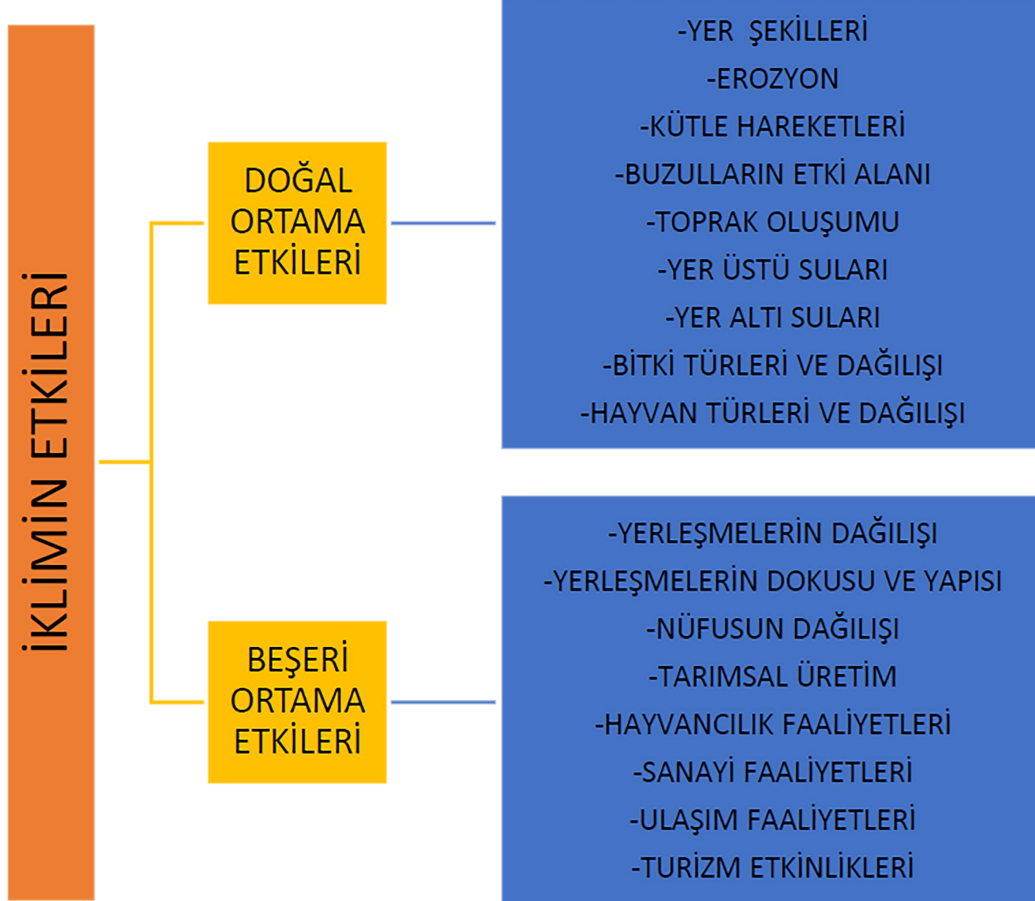 İKLİMİN ETKİLERİ
DOĞAL
ORTAMA
ETKİLERİ
-YER ŞEKİLLERİ
-EROZYON
-KÜTLE HAREKETLERİ
-BUZULLARIN ETKİ ALANI
-TOPRAK OLUŞUMU
-YER ÜSTÜ SULARI
-YER ALTI SULARI
-BİTKİ TÜRLERİ VE DAĞILIŞI
-HAYVAN TÜRLERİ VE DAĞILIŞI
BEŞERİ
ORTAMA
ETKİLERİ
-YERLEŞMELERİN DAĞILIŞI
-YERLEŞMELERİN DOKUSU VE YAPISI
-NÜFUSUN DAĞILIŞI
-TARIMSAL ÜRETİM
-HAYVANCILIK FAALİYETLERİ
-SANAYİ FAALİYETLERİ
-ULAŞIM FAALİYETLERİ
-TURİZM ETKİNLİKLERİ